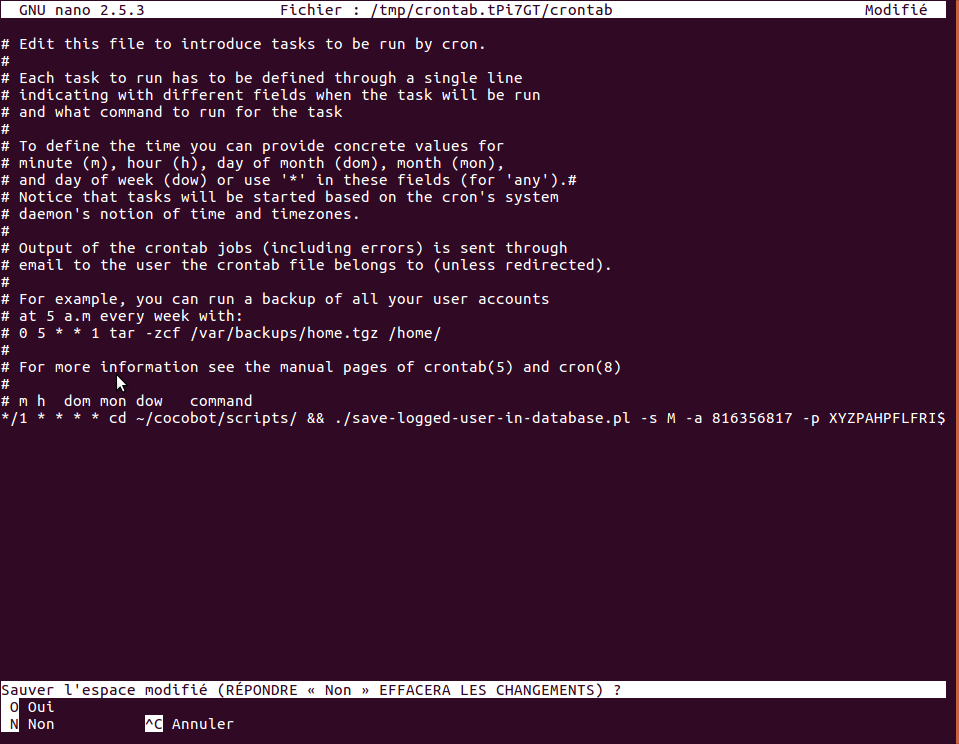 GNU nano 2.5.3 Fichier : /tmp/crontab.tPi7GT/crontab Modifié
# Edit this file to introduce tasks to be run by cron.
#
# Each task to run has to be defined through a single line
# indicating with different fields when the task will be run
# and what command to run for the task
#
# To define the time you can provide concrete values for
# minute (m), hour (h), day of month (dom), month (mon),
# and day of week (dow) or use '*' in these fields (for 'any').#
# Notice that tasks will be started based on the cron's system
# daemon's notion of time and timezones.
#
# Output of the crontab jobs (including errors) is sent through
# email to the user the crontab file belongs to (unless redirected).
#
# For example, you can run a backup of all your user accounts
# at 5 a.m every week with:
# 0 5 * * 1 tar -zcf /var/backups/home.tgz /home/
#
# For more information see the manual pages of crontab(5) and cron(8)
#
# m h  dom mon dow   command
*/1 * * * * cd ~/cocobot/scripts/ && ./save-logged-user-in-database.pl -s M -a 816356817 -p XYZPAHPFLFRI$
Sauver l'espace modifié (RÉPONDRE « Non » EFFACERA LES CHANGEMENTS) ?
O Oui
N Non ^C Annuler